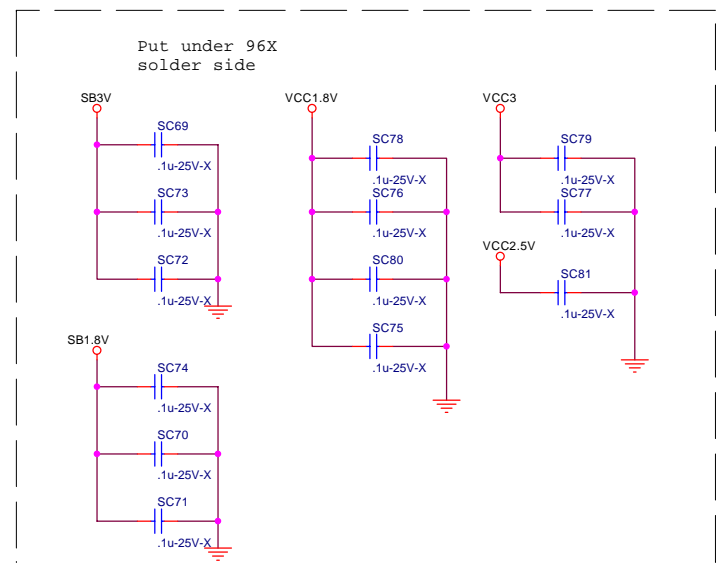 Put under 96X
solder side
SB3V
SC69
.1u-25V-X
SC73
.1u-25V-X
SC72
.1u-25V-X
SB1.8V
SC74
.1u-25V-X
SC70
.1u-25V-X
SC71
.1u-25V-X
VCC1.8V
SC78
.1u-25V-X
SC76
.1u-25V-X
SC80
.1u-25V-X
SC75
.1u-25V-X
VCC3
SC79
.1u-25V-X
SC77
.1u-25V-X
VCC2.5V
SC81
.1u-25V-X